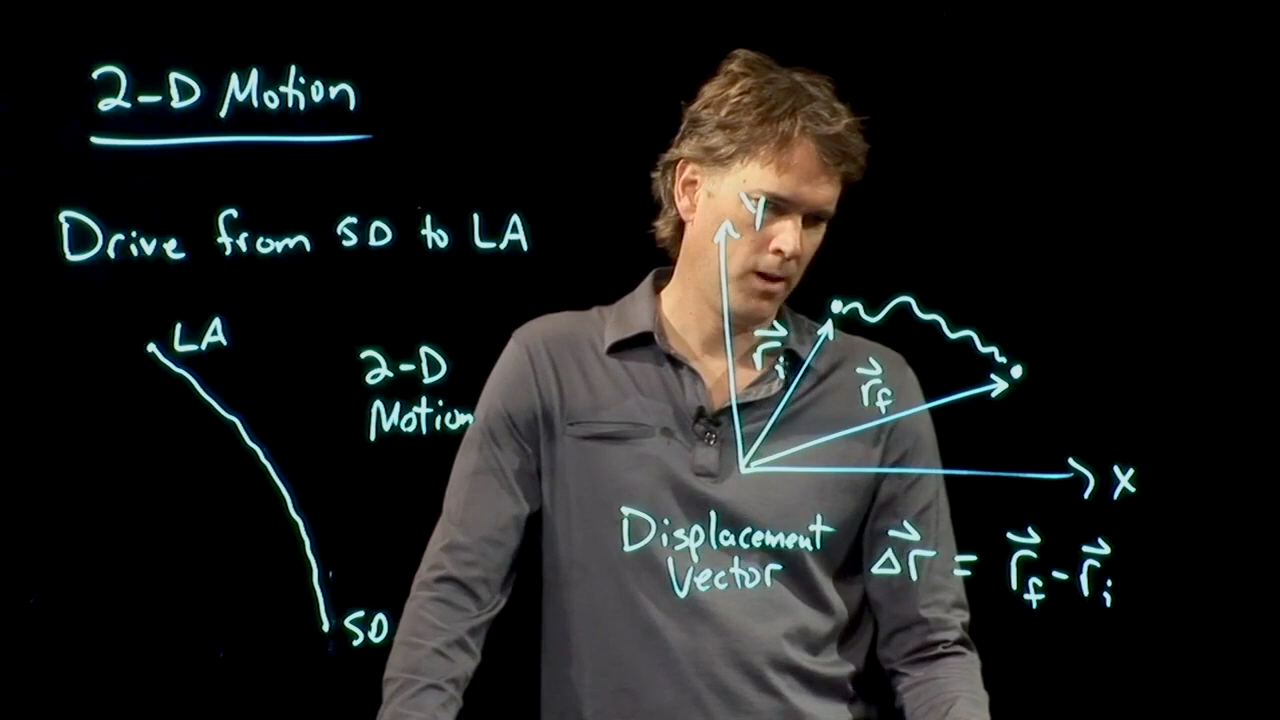 2-D Motion
Drive from SD to LA
LA
2-D
Motion
SD
y
r⃗i
r⃗f
x
Displacement
Vector
Δr⃗ = r⃗f - r⃗i